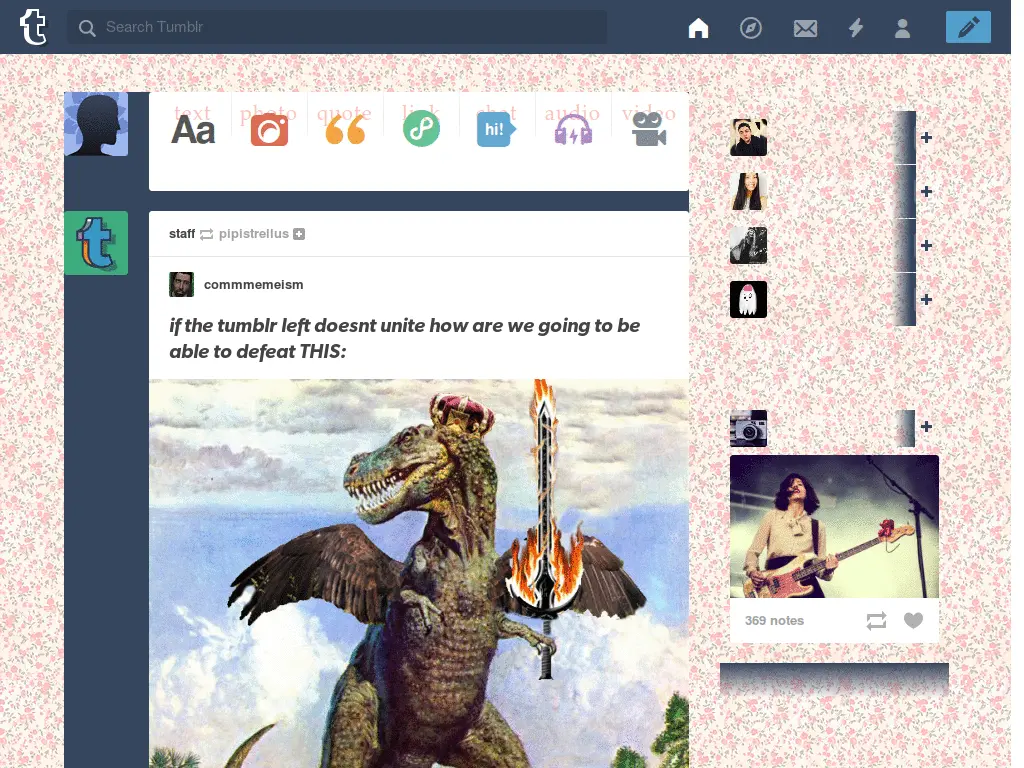 t
Search Tumblr
text photo quote link chat audio video
Aa hi!
t
staff pipistrellus
commmemeism
if the tumblr left doesnt unite how are we going to be
able to defeat THIS:
369 notes